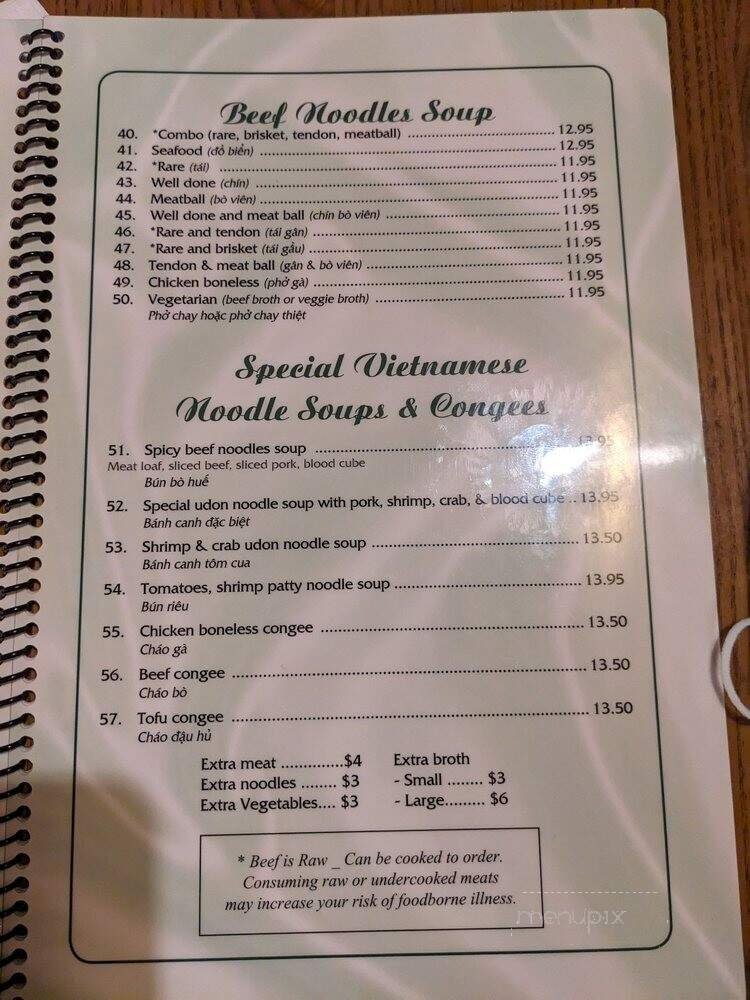 Beef Noodles Soup
40. *Combo (rare, brisket, tendon, meatball) ........ 12.95
41. Seafood (đồ biển) ........ 12.95
42. *Rare (tái) ........ 11.95
43. Well done (chín) ........ 11.95
44. Meatball (bò viên) ........ 11.95
45. Well done and meat ball (chín bò viên) ........ 11.95
46. *Rare and tendon (tái gân) ........ 11.95
47. *Rare and brisket (tái gầu) ........ 11.95
48. Tendon & meat ball (gân & bò viên) ........ 11.95
49. Chicken boneless (phở gà) ........ 11.95
50. Vegetarian (beef broth or veggie broth) ........ 11.95
Phở chay hoặc phở chay thiệt
Special Vietnamese
Noodle Soups & Congees
51. Spicy beef noodles soup ........ 13.95
Meat loaf, sliced beef, sliced pork, blood cube
Bún bò huế
52. Special udon noodle soup with pork, shrimp, crab, & blood cube .. 13.95
Bánh canh đặc biệt
53. Shrimp & crab udon noodle soup ........ 13.50
Bánh canh tôm cua
54. Tomatoes, shrimp patty noodle soup ........ 13.95
Bún riêu
55. Chicken boneless congee ........ 13.50
Cháo gà
56. Beef congee ........ 13.50
Cháo bò
57. Tofu congee ........ 13.50
Cháo đậu hủ
Extra meat ..............$4
Extra noodles ........ $3
Extra Vegetables.... $3
Extra broth
- Small ........ $3
- Large......... $6
* Beef is Raw _ Can be cooked to order.
Consuming raw or undercooked meats
may increase your risk of foodborne illness.
menupix